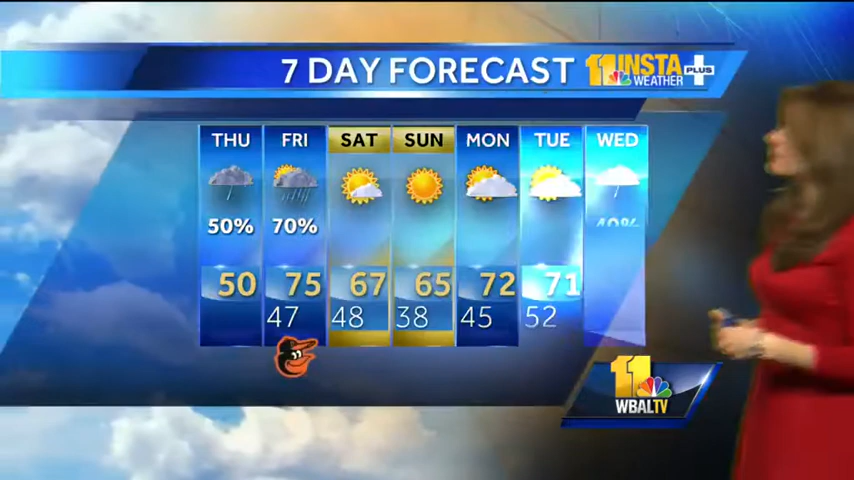 7 DAY FORECAST 11 INSTA WEATHER PLUS
THU FRI SAT SUN MON TUE WED
50% 70% 40%
50 75 67 65 72 71
47 48 38 45 52
11
WBALTV